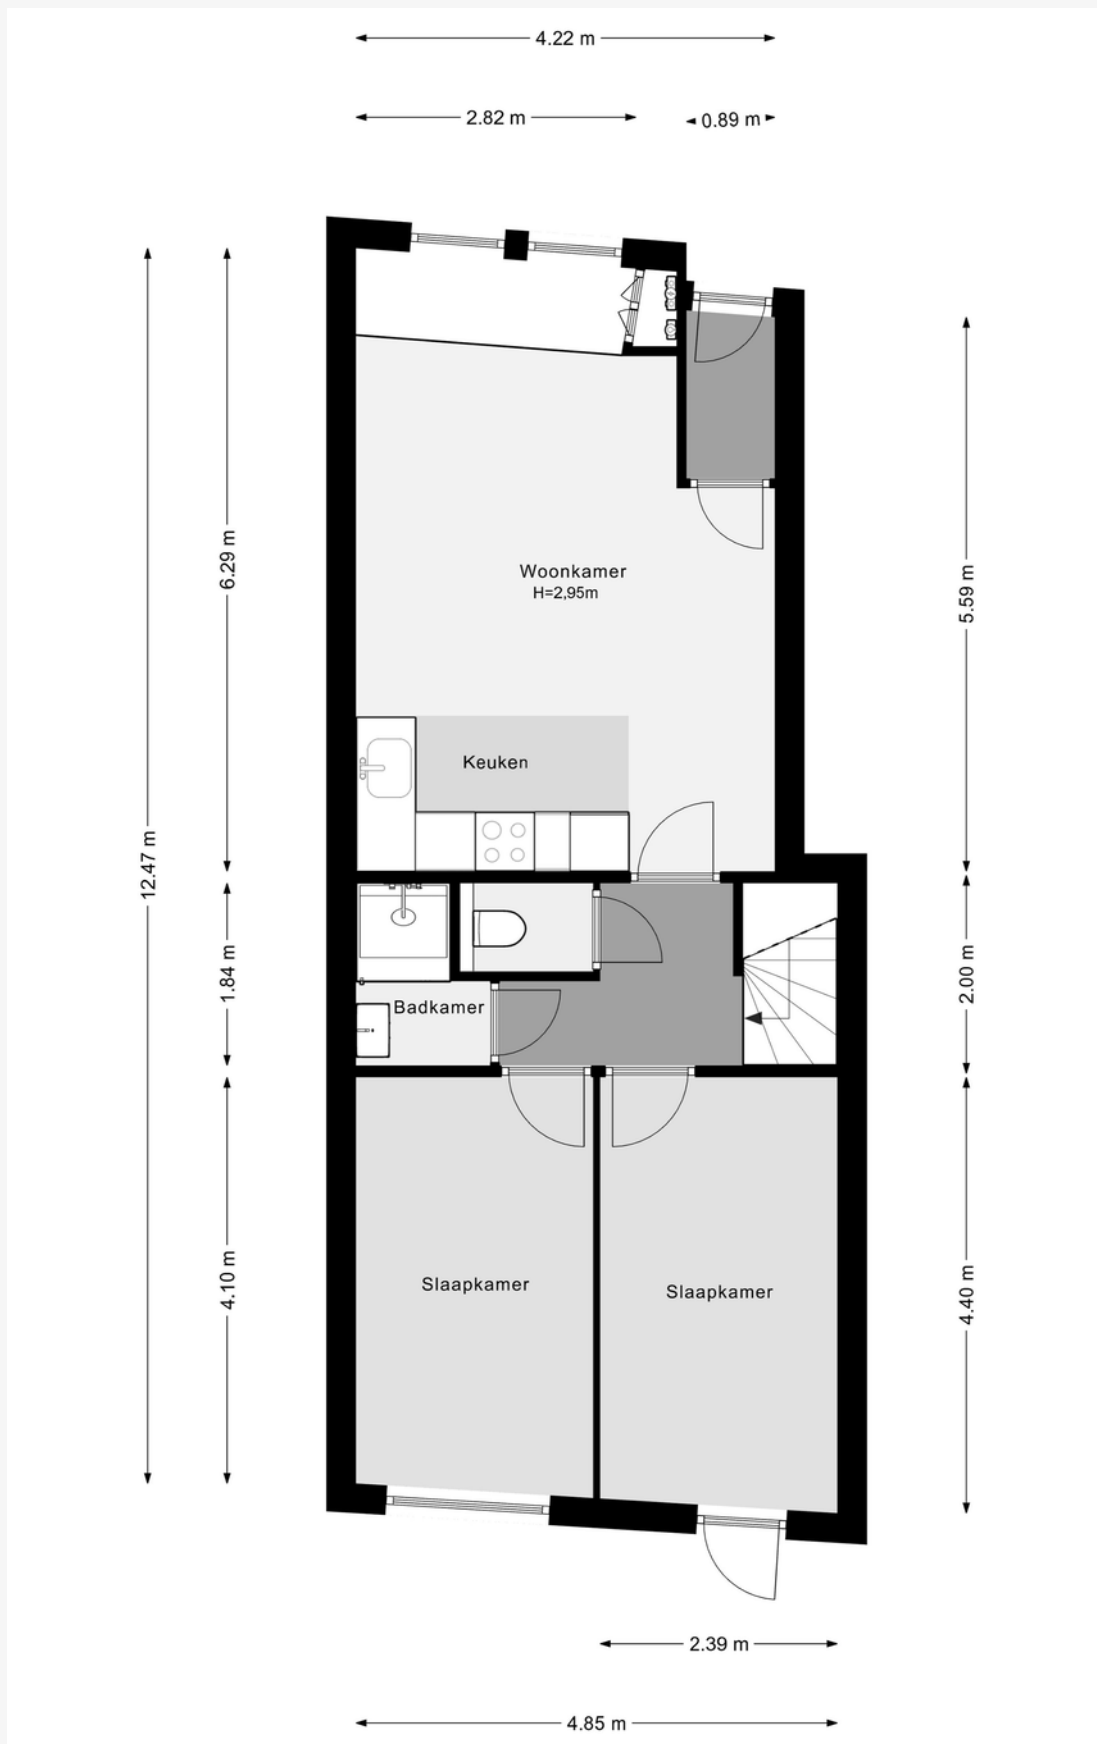 4.22 m
2.82 m
0.89 m
6.29 m
12.47 m
5.59 m
Woonkamer
H=2,95m
Keuken
1.84 m
2.00 m
Badkamer
4.10 m
4.40 m
Slaapkamer
Slaapkamer
2.39 m
4.85 m